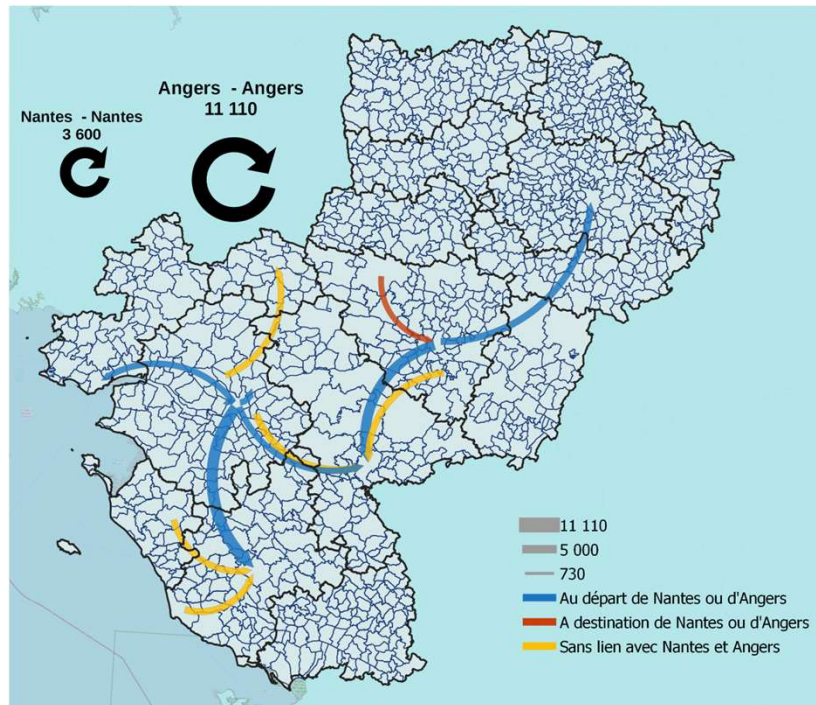 Angers - Angers
11 110
Nantes - Nantes
3 600
11 110
5 000
730
Au départ de Nantes ou d'Angers
A destination de Nantes ou d'Angers
Sans lien avec Nantes et Angers